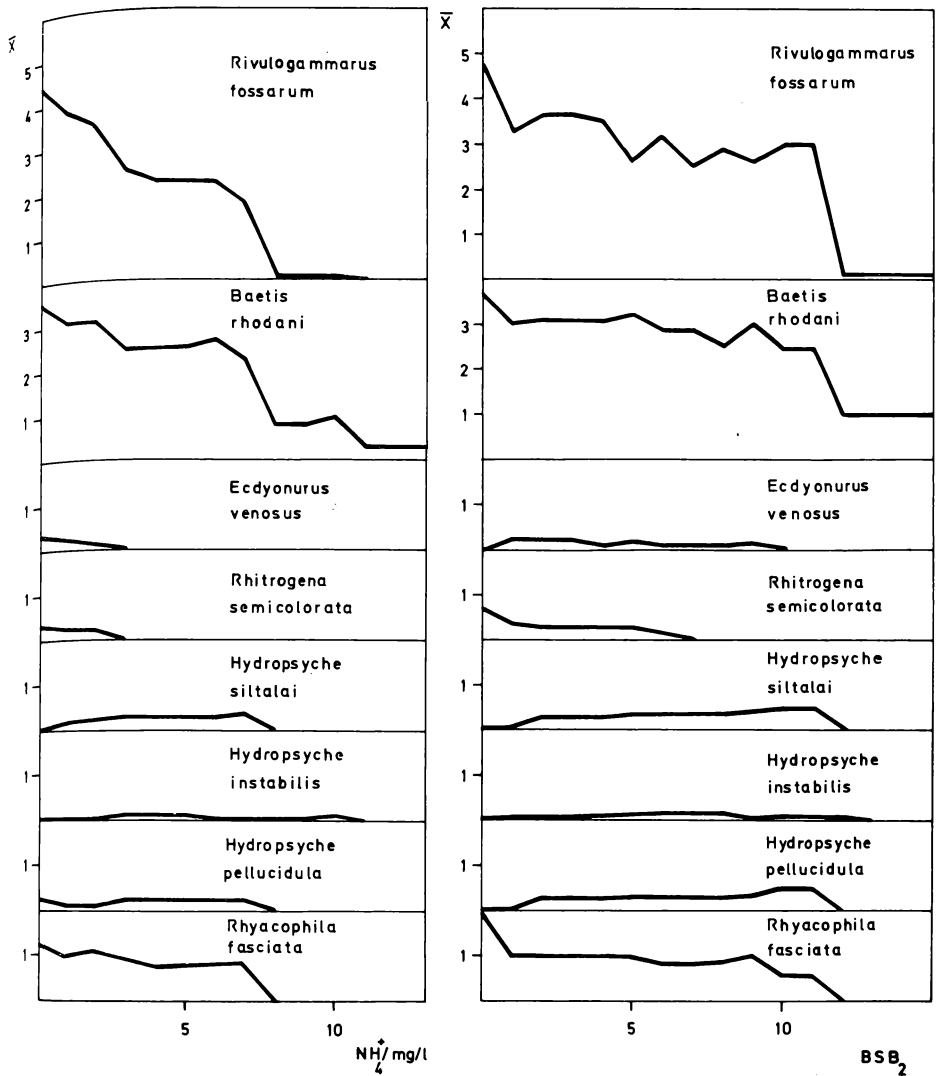 X̄
Rivulogammarus
fossarum
5
4
3
2
1
Baetis
rhodani
3
2
1
Ecdyonurus
venosus
1
Rhitrogena
semicolorata
1
Hydropsyche
siltalai
1
Hydropsyche
instabilis
1
Hydropsyche
pellucidula
1
Rhyacophila
fasciata
1
5 10
NH₄⁺/mg/l
X̄
Rivulogammarus
fossarum
5
4
3
2
1
Baetis
rhodani
3
2
1
Ecdyonurus
venosus
1
Rhitrogena
semicolorata
1
Hydropsyche
siltalai
1
Hydropsyche
instabilis
1
Hydropsyche
pellucidula
1
Rhyacophila
fasciata
1
5 10
BSB₂